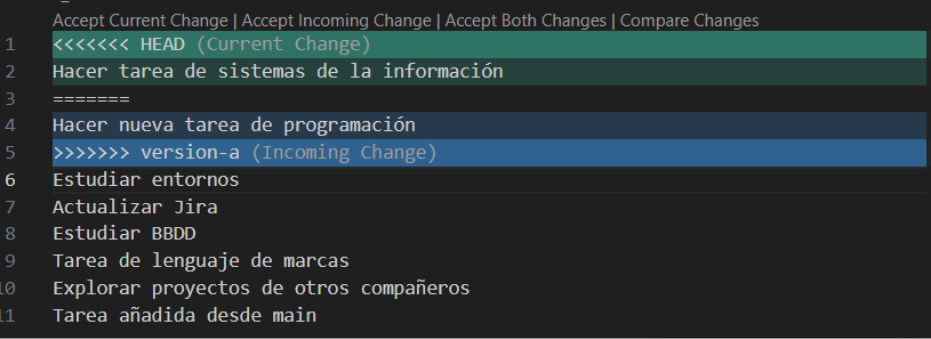 Accept Current Change | Accept Incoming Change | Accept Both Changes | Compare Changes
1 <<<<<<< HEAD (Current Change)
2 Hacer tarea de sistemas de la información
3 =======
4 Hacer nueva tarea de programación
5 >>>>>>> version-a (Incoming Change)
6 Estudiar entornos
7 Actualizar Jira
8 Estudiar BBDD
9 Tarea de lenguaje de marcas
10 Explorar proyectos de otros compañeros
11 Tarea añadida desde main